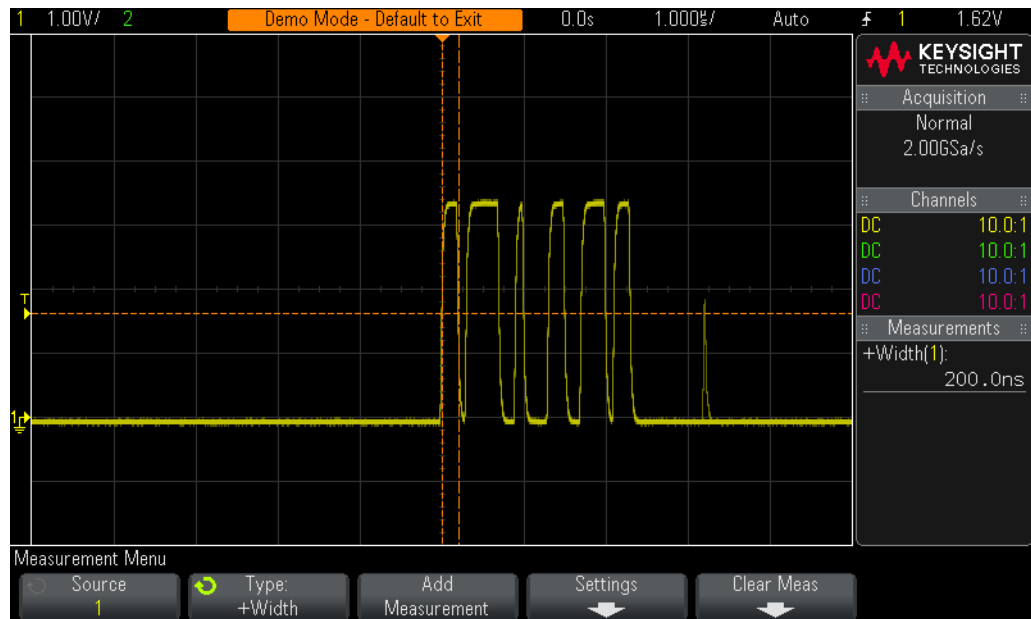 1 1.00V/ 2 Demo Mode - Default to Exit 0.0s 1.000µs/ Auto 1 1.62V
KEYSIGHT
TECHNOLOGIES
Acquisition
Normal
2.00GSa/s
Channels
DC 10.0:1
DC 10.0:1
DC 10.0:1
DC 10.0:1
Measurements
+Width(1):
200.0ns
T
1
Measurement Menu
Source
1
Type:
+Width
Add
Measurement
Settings
Clear Meas